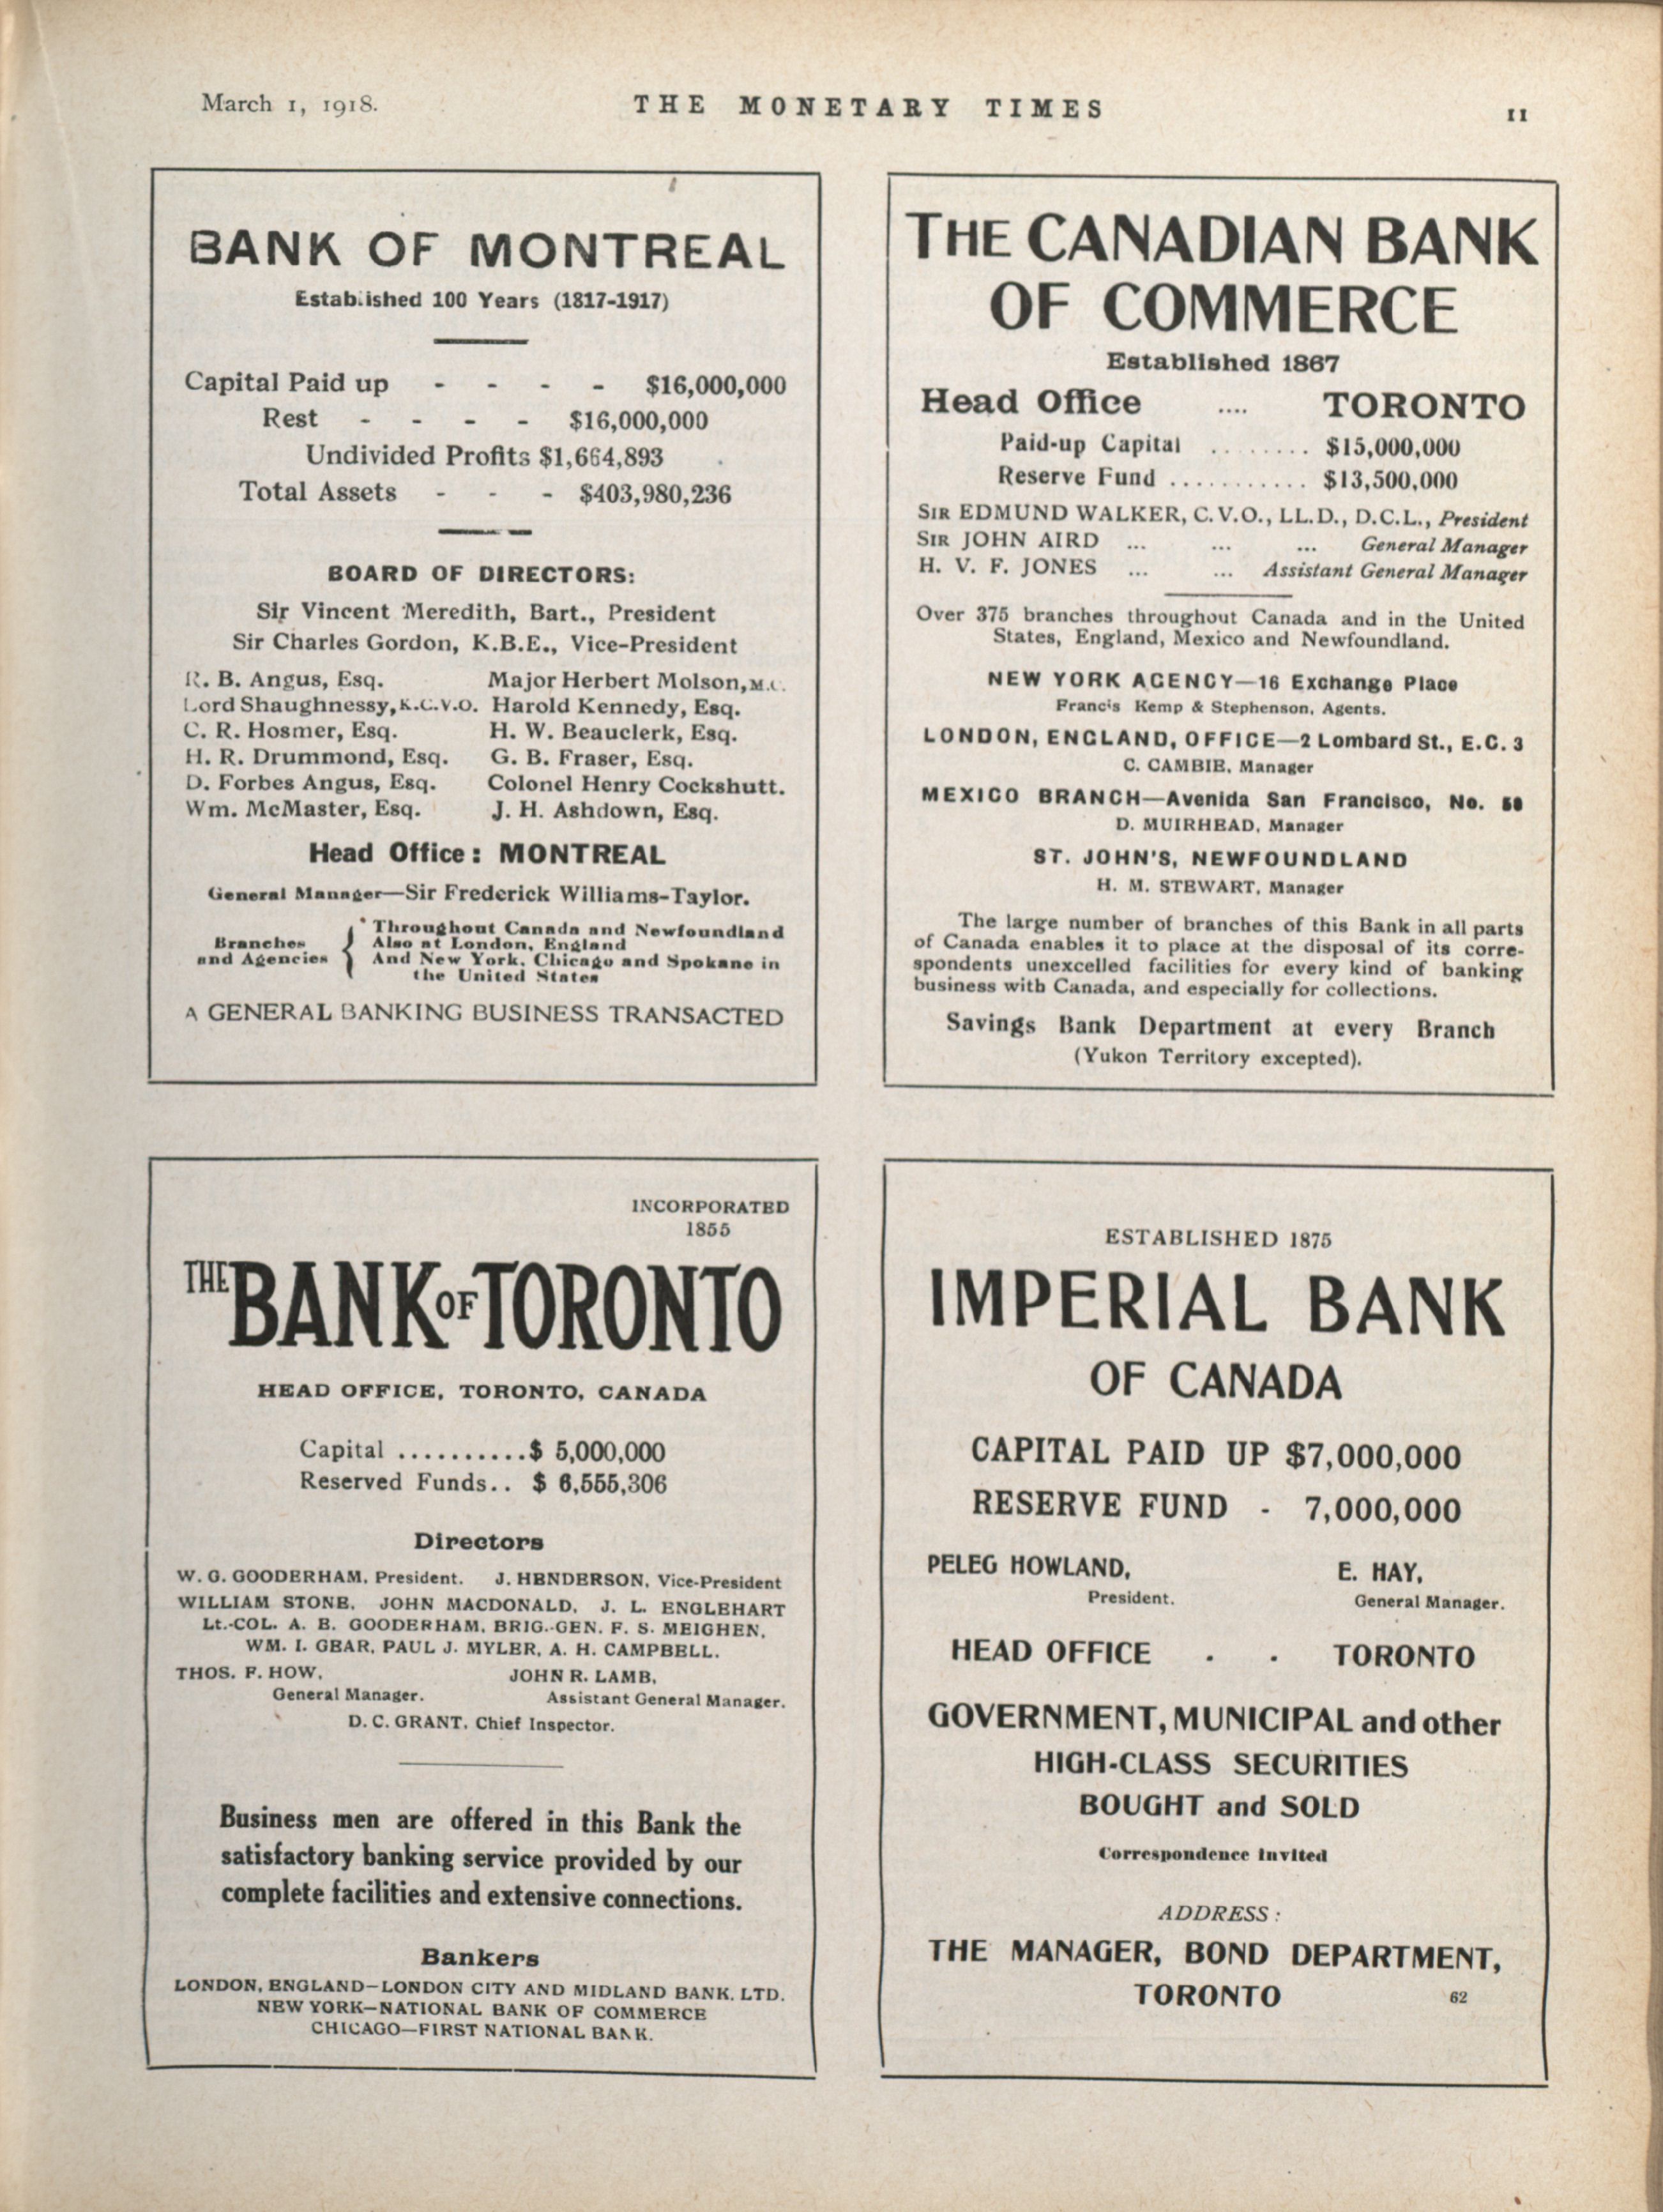 March 1, 1918.
THE MONETARY TIMES
11
BANK OF MONTREAL
Established 100 Years (1817-1917)
Capital Paid up - - - - $16,000,000
Rest - - - - $16,000,000
Undivided Profits $1,664,893
Total Assets - - - $403,980,236
BOARD OF DIRECTORS:
Sir Vincent Meredith, Bart., President
Sir Charles Gordon, K.B.E., Vice-President
R. B. Angus, Esq. Major Herbert Molson, M.C.
Lord Shaughnessy, K.C.V.O. Harold Kennedy, Esq.
C. R. Hosmer, Esq. H. W. Beauclerk, Esq.
H. R. Drummond, Esq. G. B. Fraser, Esq.
D. Forbes Angus, Esq. Colonel Henry Cockshutt.
Wm. McMaster, Esq. J. H. Ashdown, Esq.
Head Office: MONTREAL
General Manager—Sir Frederick Williams-Taylor.
Branches and Agencies { Throughout Canada and Newfoundland
Also at London, England
And New York, Chicago and Spokane in
the United States
A GENERAL BANKING BUSINESS TRANSACTED
THE CANADIAN BANK
OF COMMERCE
Established 1867
Head Office .... TORONTO
Paid-up Capital ........ $15,000,000
Reserve Fund ........... $13,500,000
SIR EDMUND WALKER, C.V.O., LL.D., D.C.L., President
SIR JOHN AIRD ... ... ... General Manager
H. V. F. JONES ... ... Assistant General Manager
Over 375 branches throughout Canada and in the United
States, England, Mexico and Newfoundland.
NEW YORK AGENCY—16 Exchange Place
Francis Kemp & Stephenson, Agents.
LONDON, ENGLAND, OFFICE—2 Lombard St., E.C. 3
C. CAMBIE, Manager
MEXICO BRANCH—Avenida San Francisco, No.
D. MUIRHEAD, Manager
ST. JOHN'S, NEWFOUNDLAND
H. M. STEWART, Manager
The large number of branches of this Bank in all parts
of Canada enables it to place at the disposal of its corre-
spondents unexcelled facilities for every kind of banking
business with Canada, and especially for collections.
Savings Bank Department at every Branch
(Yukon Territory excepted).
INCORPORATED
1855
THE BANK OF TORONTO
HEAD OFFICE, TORONTO, CANADA
Capital ..........$ 5,000,000
Reserved Funds.. $ 6,555,306
Directors
W. G. GOODERHAM, President. J. HENDERSON, Vice-President
WILLIAM STONE, JOHN MACDONALD, J. L. ENGLEHART
Lt.-COL. A. E. GOODERHAM, BRIG.-GEN. F. S. MEIGHEN,
WM. I. GEAR, PAUL J. MYLER, A. H. CAMPBELL.
THOS. F. HOW, JOHN R. LAMB,
General Manager. Assistant General Manager.
D. C. GRANT, Chief Inspector.
Business men are offered in this Bank the
satisfactory banking service provided by our
complete facilities and extensive connections.
Bankers
LONDON, ENGLAND—LONDON CITY AND MIDLAND BANK, LTD.
NEW YORK—NATIONAL BANK OF COMMERCE
CHICAGO—FIRST NATIONAL BANK.
ESTABLISHED 1875
IMPERIAL BANK
OF CANADA
CAPITAL PAID UP $7,000,000
RESERVE FUND - 7,000,000
PELEG HOWLAND, E. HAY,
President. General Manager.
HEAD OFFICE . . TORONTO
GOVERNMENT, MUNICIPAL and other
HIGH-CLASS SECURITIES
BOUGHT and SOLD
Correspondence Invited
ADDRESS:
THE MANAGER, BOND DEPARTMENT,
TORONTO 62